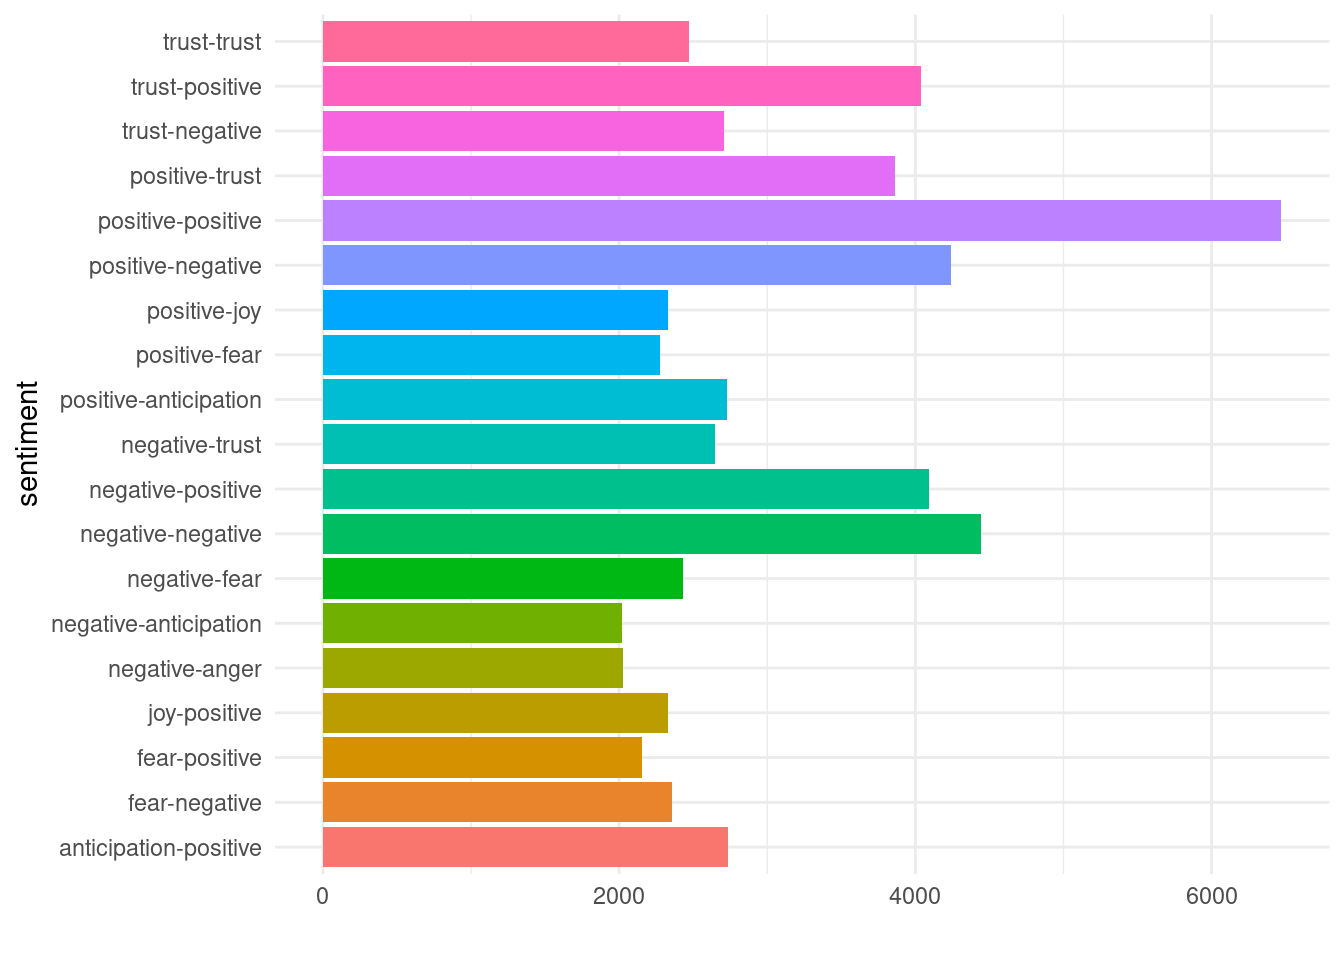 trust-trust
trust-positive
trust-negative
positive-trust
positive-positive
positive-negative
positive-joy
positive-fear
positive-anticipation
negative-trust
negative-positive
negative-negative
negative-fear
negative-anticipation
negative-anger
joy-positive
fear-positive
fear-negative
anticipation-positive
sentiment
0 2000 4000 6000